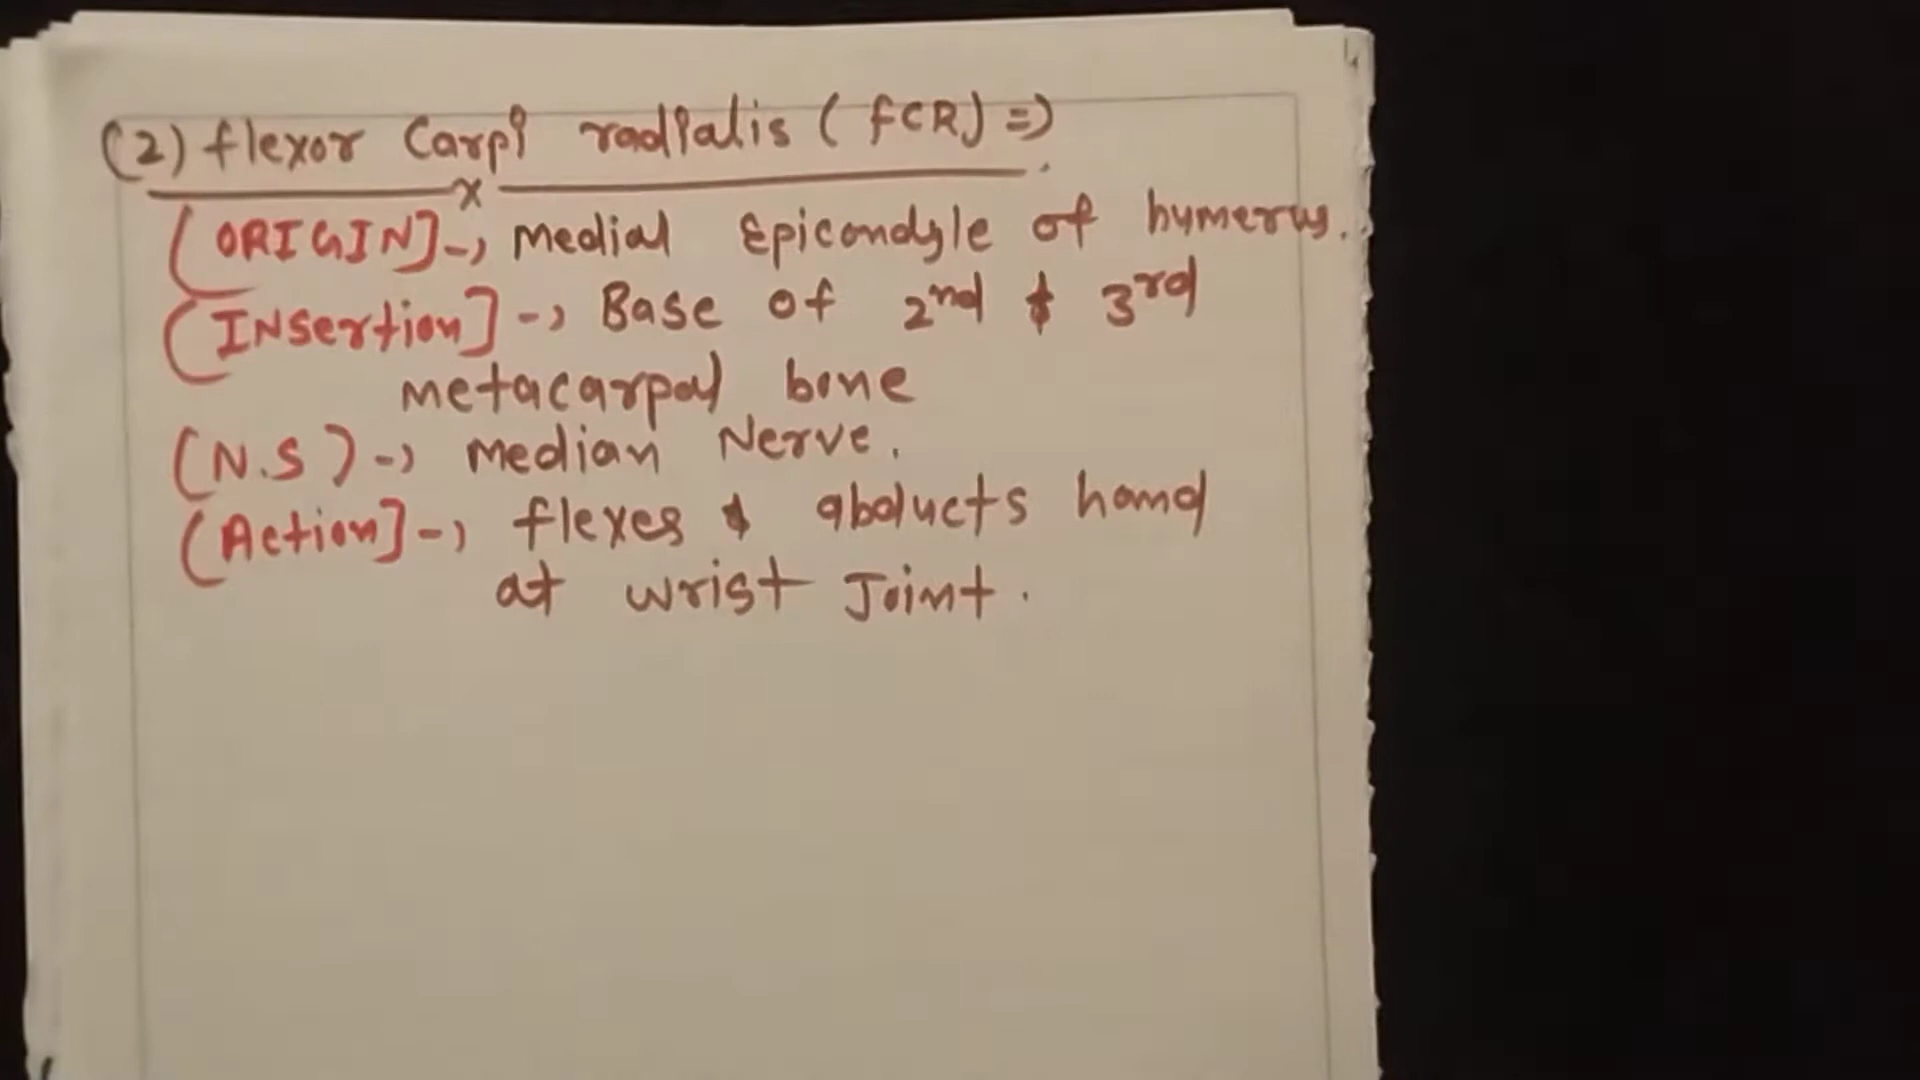 (2) flexor Carpi radialis (FCR) =>
[ORIGIN] -> Medial Epicondyle of humerus.
(Insertion] -> Base of 2nd & 3rd
metacarpal bone
(N.S) -> median Nerve.
(Action] -> flexes & abducts hand
at wrist Joint.